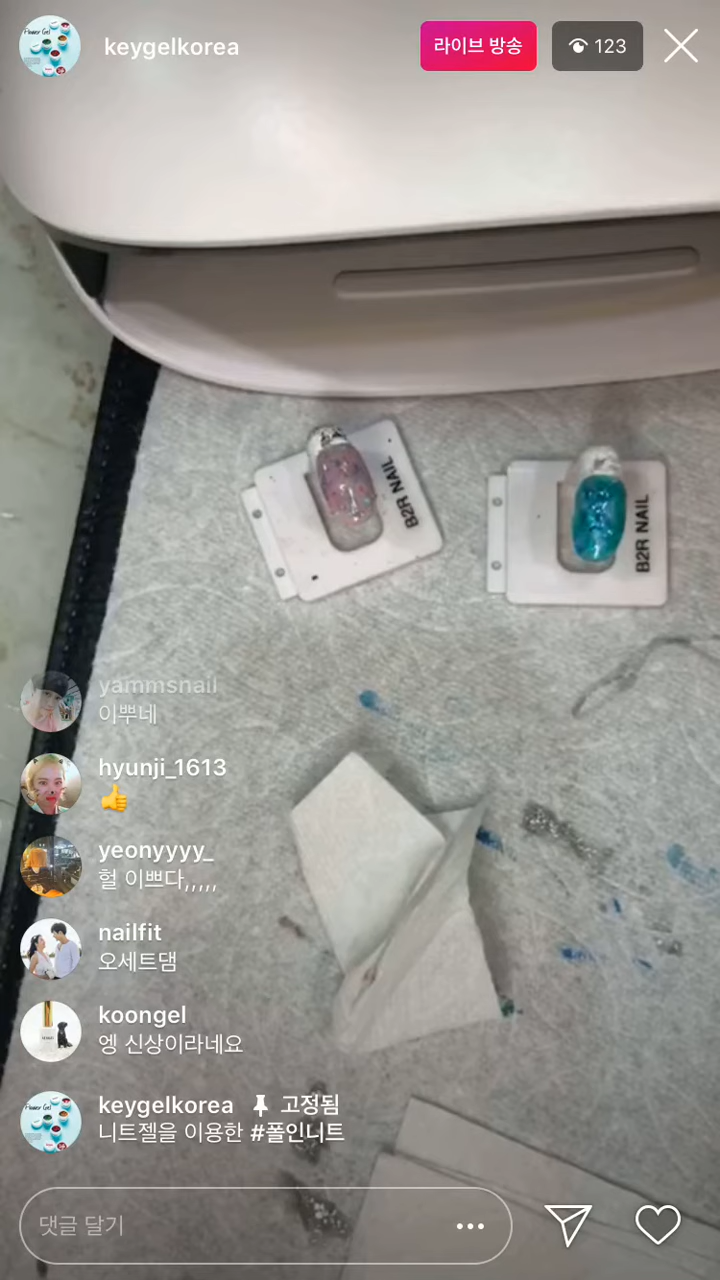 keygelkorea
라이브 방송
123
B2R NAIL
B2R NAIL
yammsnail
이뿌네
hyunji_1613
👍
yeonyyyy_
헐 이쁘다,,,,,
nailfit
오세트댐
koongel
엥 신상이라네요
keygelkorea 고정됨
니트젤을 이용한 #폴인니트
댓글 달기